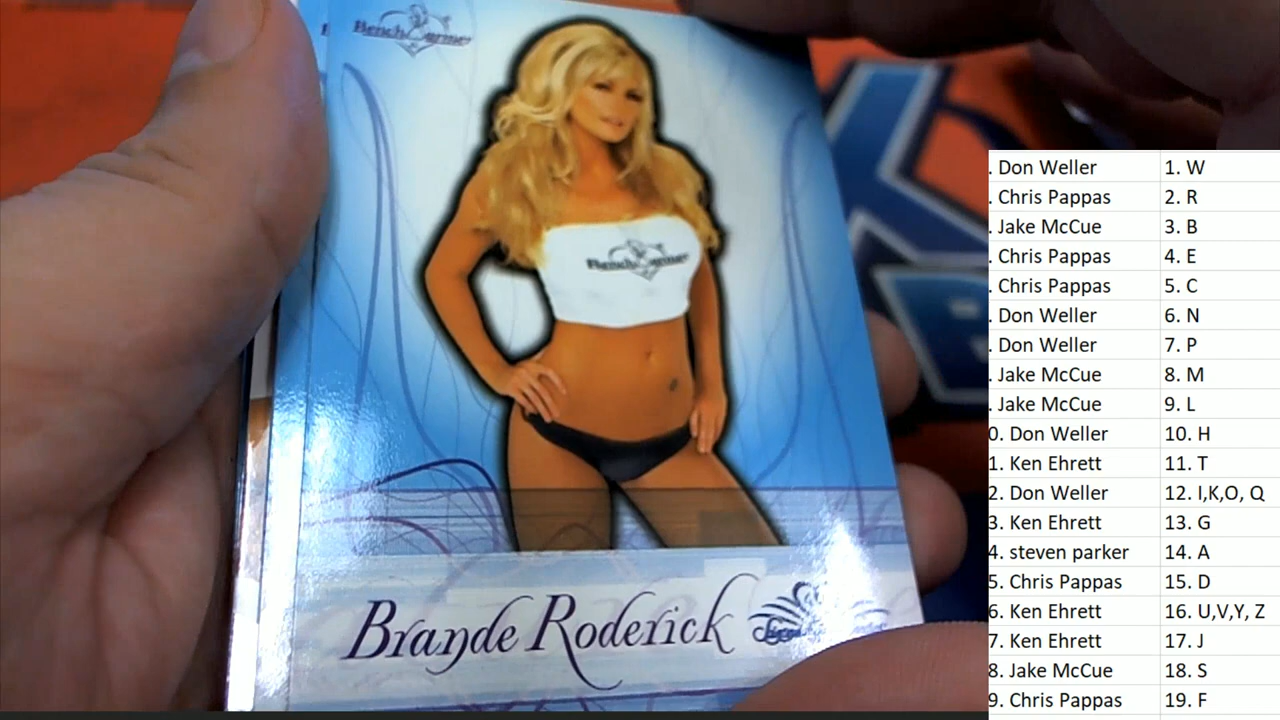 BenchWarmer
BenchWarmer
Brande Roderick
. Don Weller 1. W
. Chris Pappas 2. R
. Jake McCue 3. B
. Chris Pappas 4. E
. Chris Pappas 5. C
. Don Weller 6. N
. Don Weller 7. P
. Jake McCue 8. M
. Jake McCue 9. L
0. Don Weller 10. H
1. Ken Ehrett 11. T
2. Don Weller 12. I,K,O, Q
3. Ken Ehrett 13. G
4. steven parker 14. A
5. Chris Pappas 15. D
6. Ken Ehrett 16. U,V,Y, Z
7. Ken Ehrett 17. J
8. Jake McCue 18. S
9. Chris Pappas 19. F